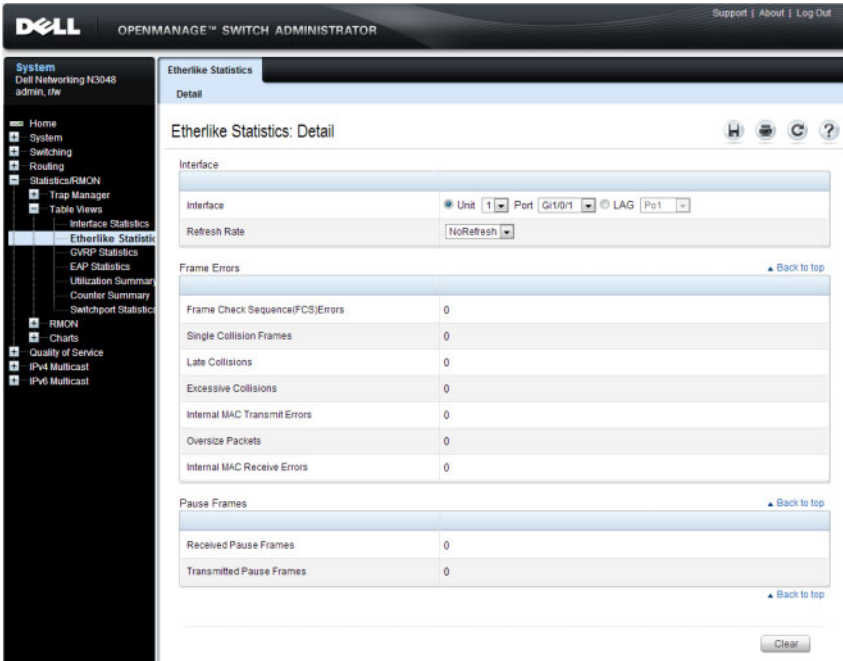 Support | About | Log Out
DELL OPENMANAGE™ SWITCH ADMINISTRATOR
System
Dell Networking N3048
admin, r/w
Home
System
Switching
Routing
Statistics/RMON
Trap Manager
Table Views
Interface Statistics
Etherlike Statistic
GVRP Statistics
EAP Statistics
Utilization Summary
Counter Summary
Switchport Statistics
RMON
Charts
Quality of Service
IPv4 Multicast
IPv6 Multicast
Etherlike Statistics
Detail
Etherlike Statistics: Detail
Interface
Interface Unit 1 Port Gi1/0/1 LAG Po1
Refresh Rate NoRefresh
Frame Errors Back to top
Frame Check Sequence(FCS)Errors 0
Single Collision Frames 0
Late Collisions 0
Excessive Collisions 0
Internal MAC Transmit Errors 0
Oversize Packets 0
Internal MAC Receive Errors 0
Pause Frames Back to top
Received Pause Frames 0
Transmitted Pause Frames 0
Back to top
Clear